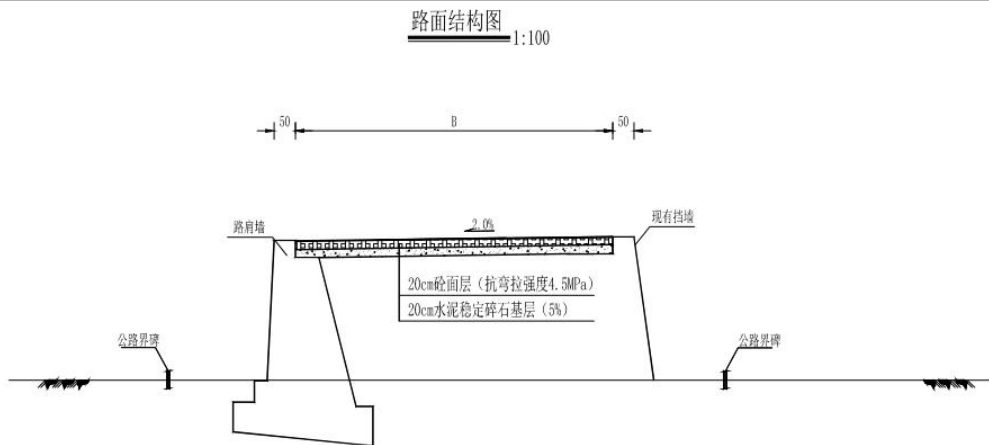 路面结构图
1:100
50 B 50
2.0%
路肩墙
现有挡墙
20cm砼面层（抗弯拉强度4.5MPa）
20cm水泥稳定碎石基层（5%）
公路界碑
公路界碑